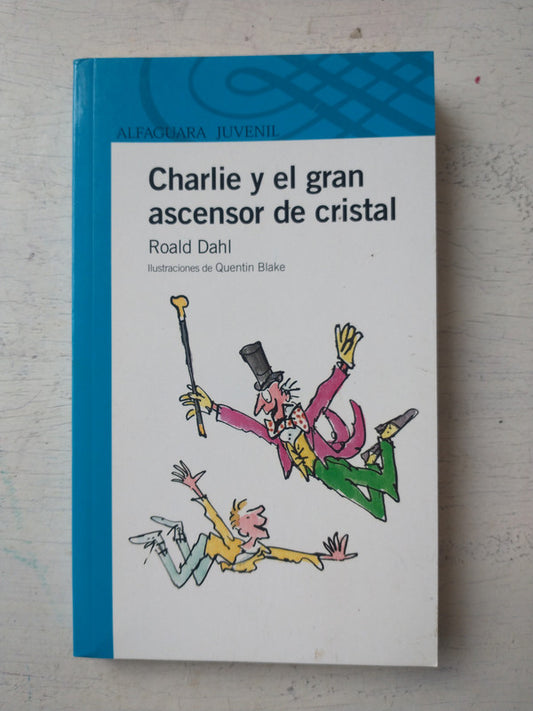 ALFAGUARA JUVENIL
Charlie y el gran
ascensor de cristal
Roald Dahl
Ilustraciones de Quentin Blake